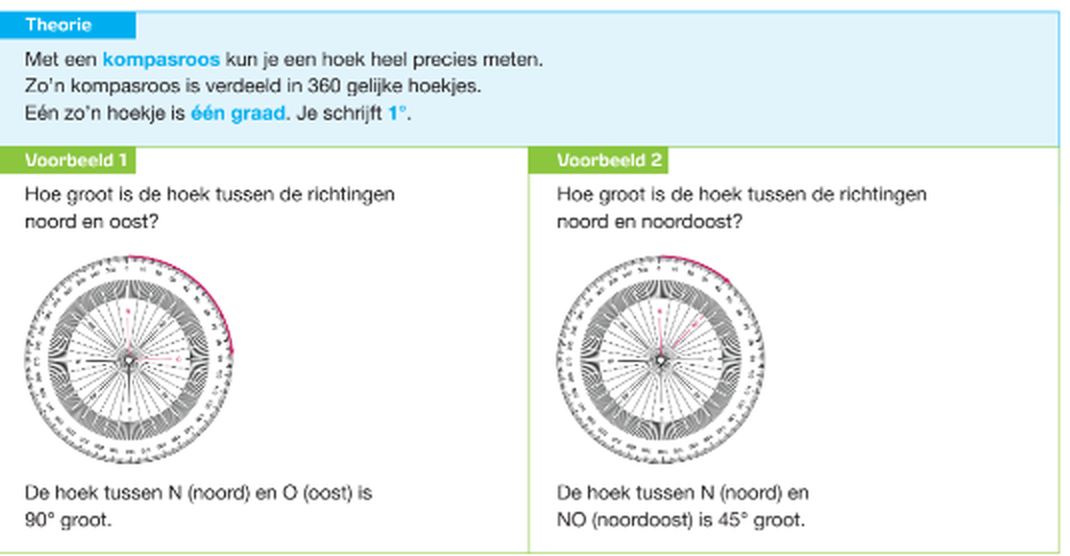 Theorie
Met een kompasroos kun je een hoek heel precies meten.
Zo'n kompasroos is verdeeld in 360 gelijke hoekjes.
Eén zo'n hoekje is één graad. Je schrijft 1°.
Voorbeeld 1
Hoe groot is de hoek tussen de richtingen
noord en oost?
De hoek tussen N (noord) en O (oost) is
90° groot.
Voorbeeld 2
Hoe groot is de hoek tussen de richtingen
noord en noordoost?
De hoek tussen N (noord) en
NO (noordoost) is 45° groot.